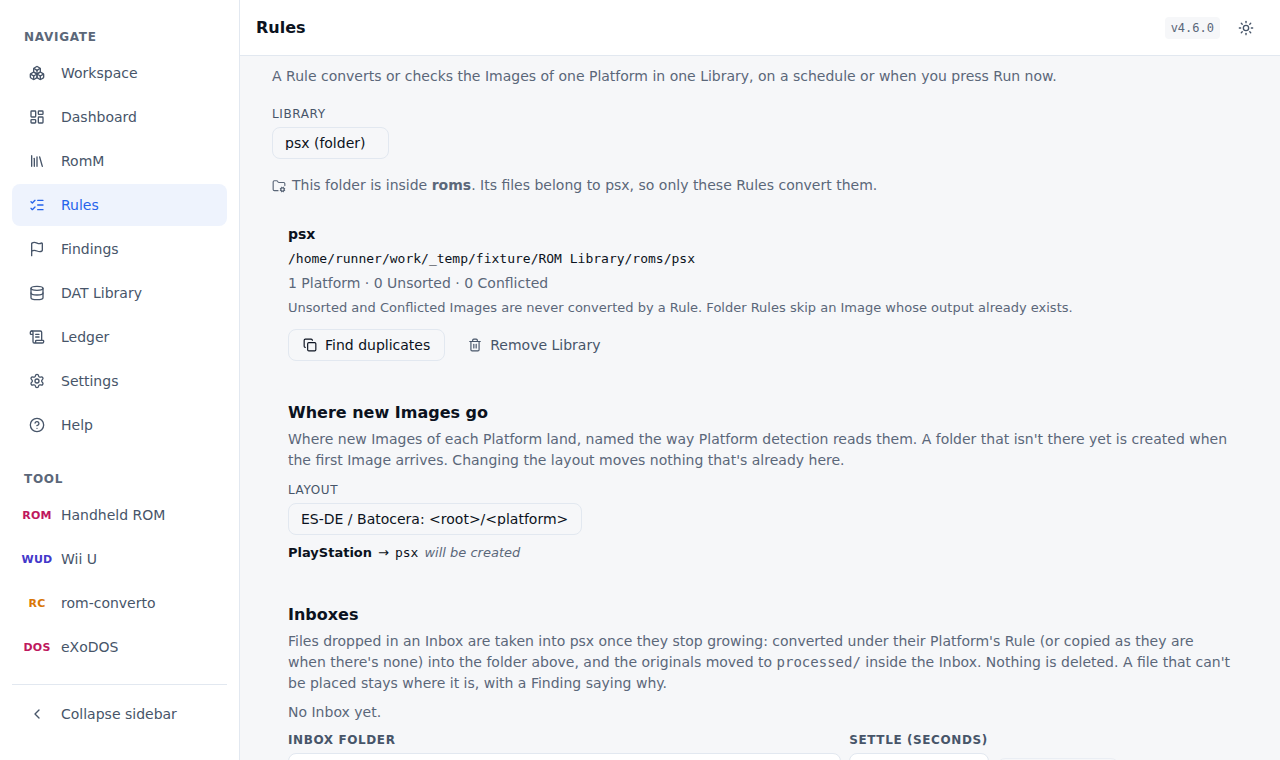 NAVIGATE
Workspace
Dashboard
RomM
Rules
Findings
DAT Library
Ledger
Settings
Help
TOOL
ROM Handheld ROM
WUD Wii U
RC rom-converto
DOS eXoDOS
Collapse sidebar
Rules
v4.6.0
A Rule converts or checks the Images of one Platform in one Library, on a schedule or when you press Run now.
LIBRARY
psx (folder)
This folder is inside roms. Its files belong to psx, so only these Rules convert them.
psx
/home/runner/work/_temp/fixture/ROM Library/roms/psx
1 Platform · 0 Unsorted · 0 Conflicted
Unsorted and Conflicted Images are never converted by a Rule. Folder Rules skip an Image whose output already exists.
Find duplicates
Remove Library
Where new Images go
Where new Images of each Platform land, named the way Platform detection reads them. A folder that isn't there yet is created when
the first Image arrives. Changing the layout moves nothing that's already here.
LAYOUT
ES-DE / Batocera: <root>/<platform>
PlayStation → psx will be created
Inboxes
Files dropped in an Inbox are taken into psx once they stop growing: converted under their Platform's Rule (or copied as they are
when there's none) into the folder above, and the originals moved to processed/ inside the Inbox. Nothing is deleted. A file that can't
be placed stays where it is, with a Finding saying why.
No Inbox yet.
INBOX FOLDER
SETTLE (SECONDS)